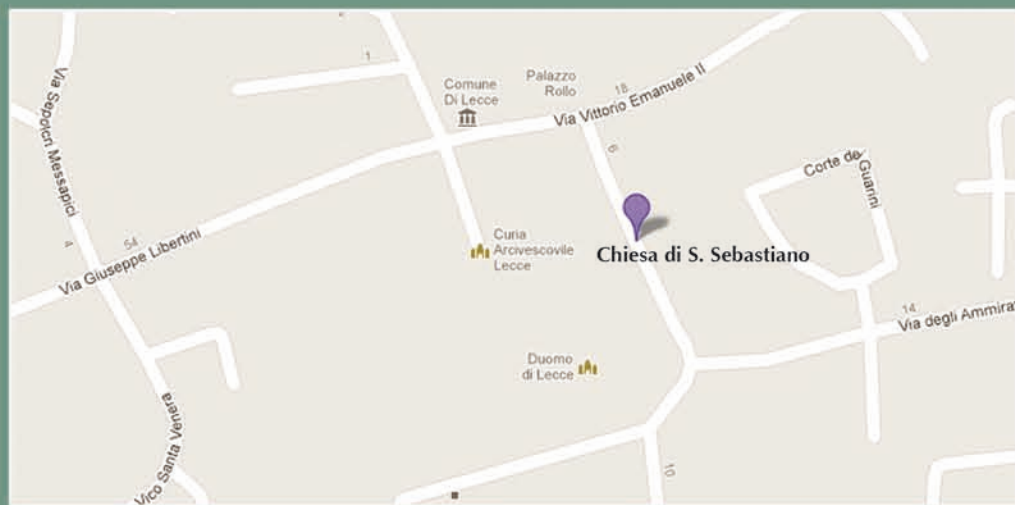 1
Comune
Di Lecce
Palazzo
Rollo
18
Via Vittorio Emanuele II
Via Sepolcri Messapici
6
Corte de
Guarini
4
54
Via Giuseppe Libertini
Curia
Arcivescovile
Lecce
Chiesa di S. Sebastiano
14
Via degli Ammirat
Duomo
di Lecce
Vico Santa Venera
10